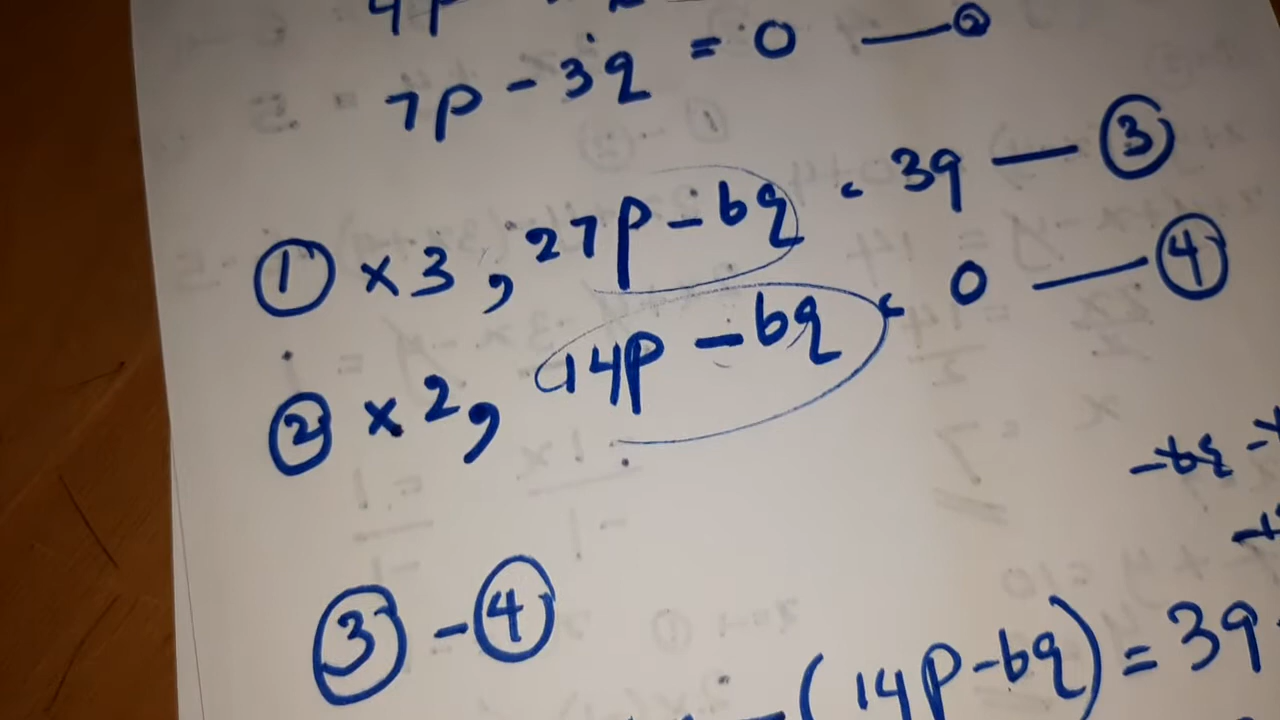 7p - 3q = 0 — ②
① × 3 , 27p - 6q = 39 — ③
② × 2 , 14p - 6q = 0 — ④
-6q
③ - ④
- (14p - 6q) = 39